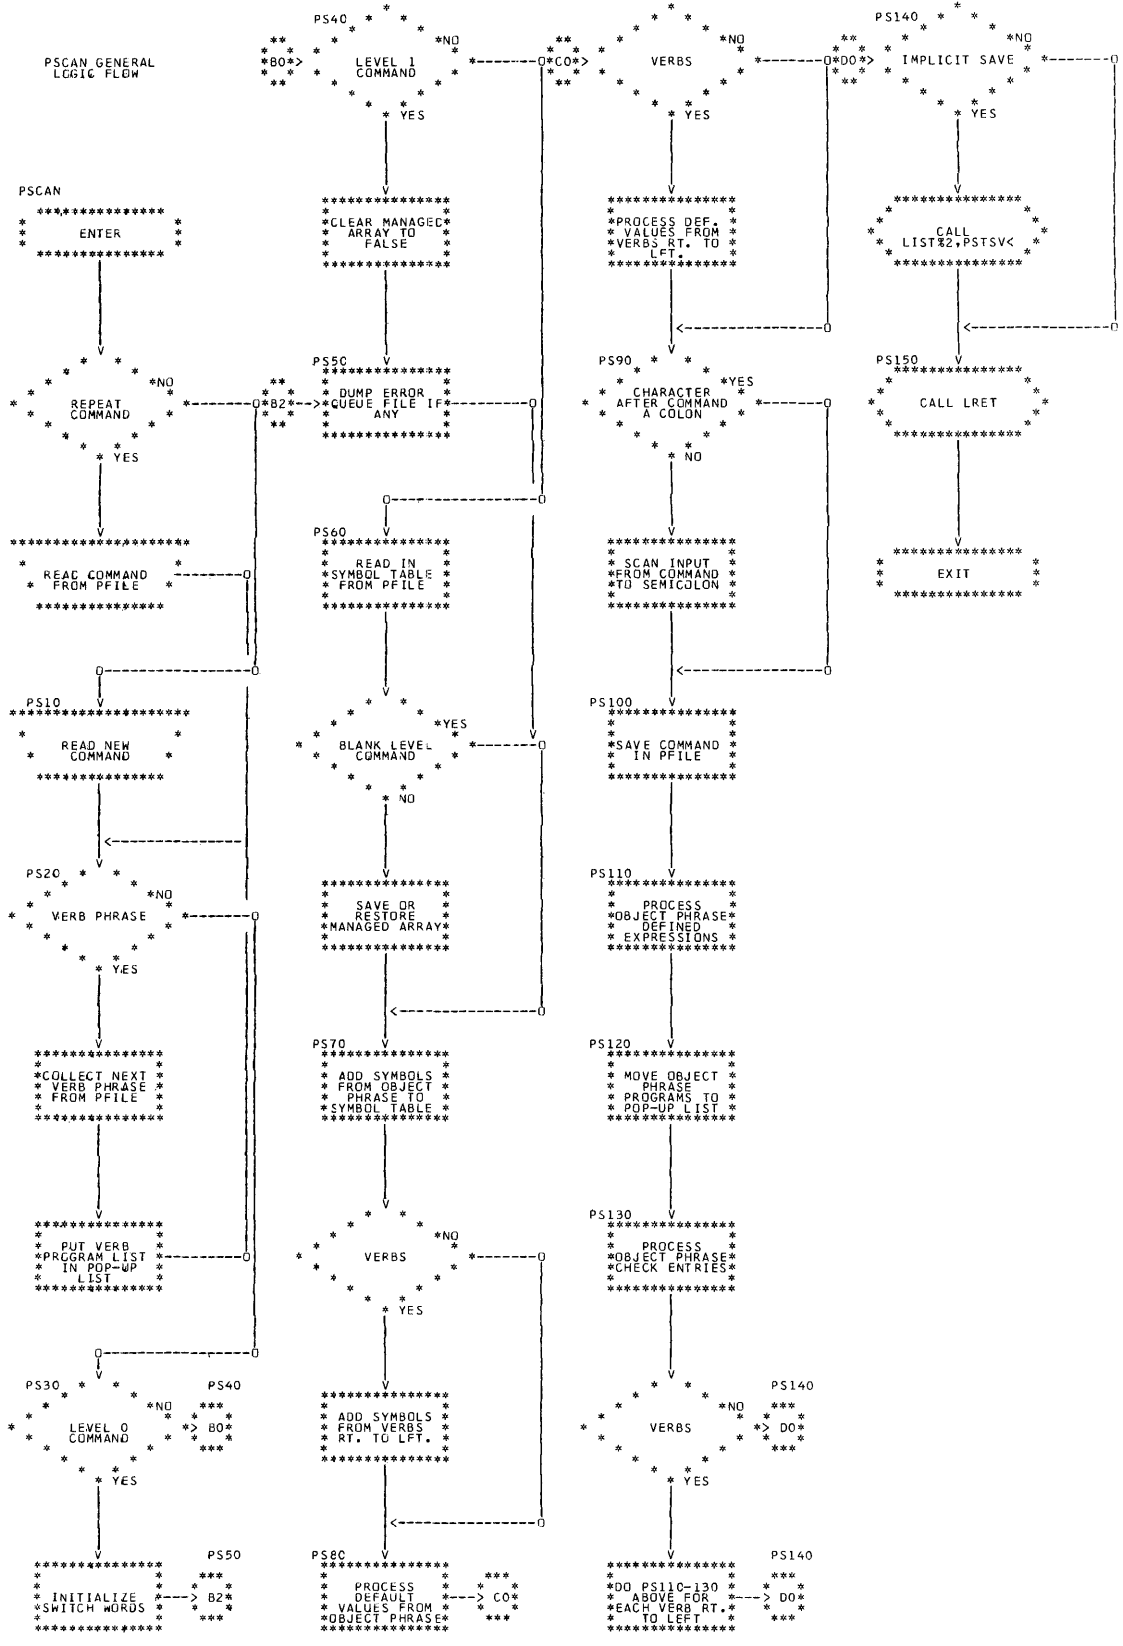 PSCAN GENERAL
LOGIC FLOW
PSCAN
ENTER
REPEAT
COMMAND
NO
YES
READ COMMAND
FROM PFILE
PS10
READ NEW
COMMAND
PS20
VERB PHRASE
NO
YES
COLLECT NEXT
VERB PHRASE
FROM PFILE
PUT VERB
PROGRAM LIST
IN POP-UP
LIST
PS30
LEVEL 0
COMMAND
NO
PS40
B0
YES
INITIALIZE
SWITCH WORDS
PS50
B2
PS40
B0
LEVEL 1
COMMAND
NO
YES
CLEAR MANAGED
ARRAY TO
FALSE
PS50
B2
DUMP ERROR
QUEUE FILE IF
ANY
PS60
READ IN
SYMBOL TABLE
FROM PFILE
BLANK LEVEL
COMMAND
YES
NO
SAVE OR
RESTORE
MANAGED ARRAY
PS70
ADD SYMBOLS
FROM OBJECT
PHRASE TO
SYMBOL TABLE
VERBS
NO
YES
ADD SYMBOLS
FROM VERBS
RT. TO LFT.
PS80
PROCESS
DEFAULT
VALUES FROM
OBJECT PHRASE
C0
C0
VERBS
NO
YES
PROCESS DEF.
VALUES FROM
VERBS RT. TO
LFT.
PS90
CHARACTER
AFTER COMMAND
A COLON
YES
NO
SCAN INPUT
FROM COMMAND
TO SEMICOLON
PS100
SAVE COMMAND
IN PFILE
PS110
PROCESS
OBJECT PHRASE
DEFINED
EXPRESSIONS
PS120
MOVE OBJECT
PHRASE
PROGRAMS TO
POP-UP LIST
PS130
PROCESS
OBJECT PHRASE
CHECK ENTRIES
VERBS
NO
PS140
D0
YES
DO PS110-130
ABOVE FOR
EACH VERB RT.
TO LEFT
PS140
D0
PS140
D0
IMPLICIT SAVE
NO
YES
CALL
LIST%2,PSTSV<
PS150
CALL LRET
EXIT